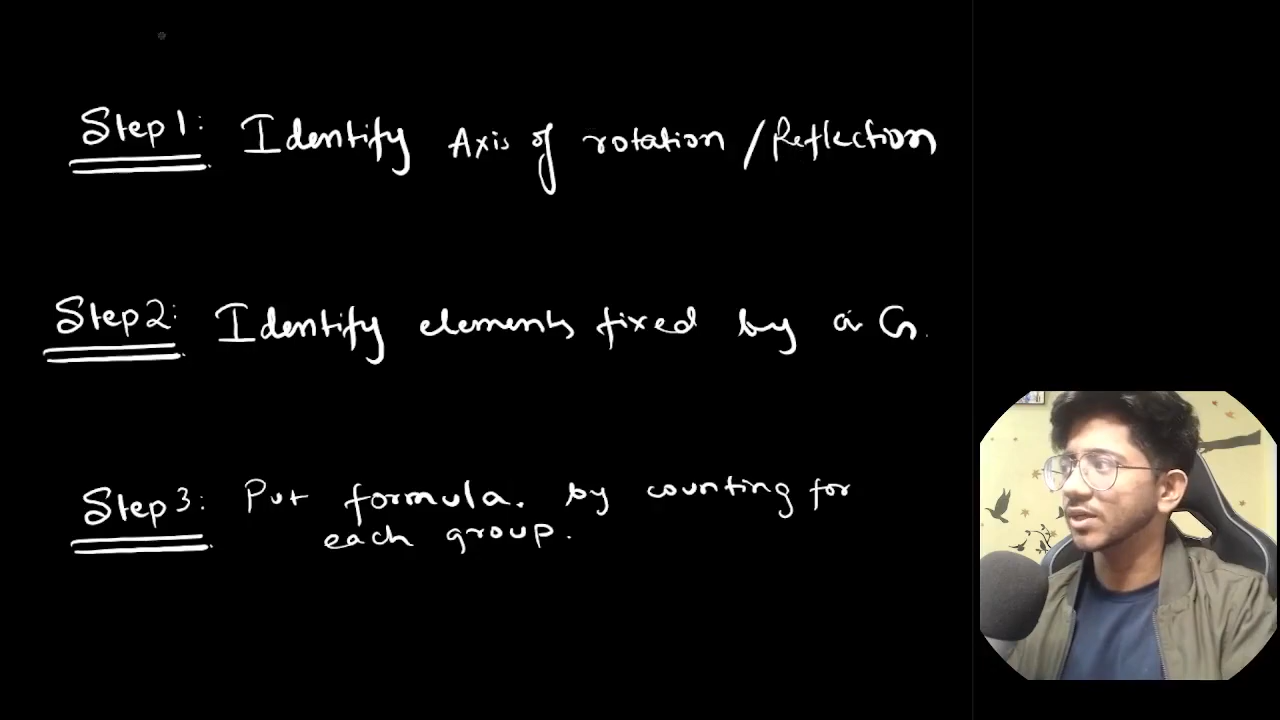 Step 1: Identify Axis of rotation / Reflection
Step 2: Identify elements fixed by a G.
Step 3: Put formula. by counting for
each group.